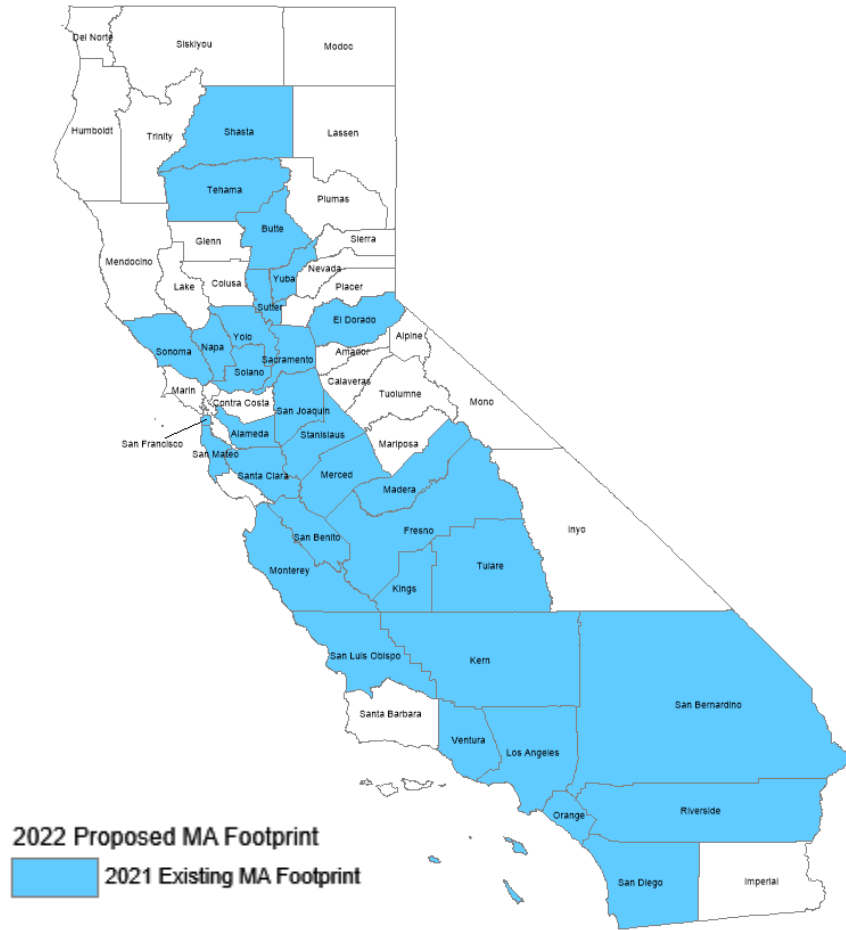 Del Norte
Siskiyou
Modoc
Humboldt
Trinity
Shasta
Lassen
Tehama
Plumas
Butte
Glenn
Sierra
Mendocino
Nevada
Yuba
Colusa
Lake
Placer
Sutter
El Dorado
Yolo
Napa
Sonoma
Alpine
Amador
Sacramento
Solano
Calaveras
Marin
Tuolumne
Contra Costa
Mono
San Joaquin
Alameda
Stanislaus
San Francisco
Mariposa
San Mateo
Santa Clara
Merced
Madera
Fresno
Inyo
San Benito
Tulare
Monterey
Kings
San Luis Obispo
Kern
San Bernardino
Santa Barbara
Ventura
Los Angeles
Riverside
Orange
San Diego
Imperial
2022 Proposed MA Footprint
2021 Existing MA Footprint